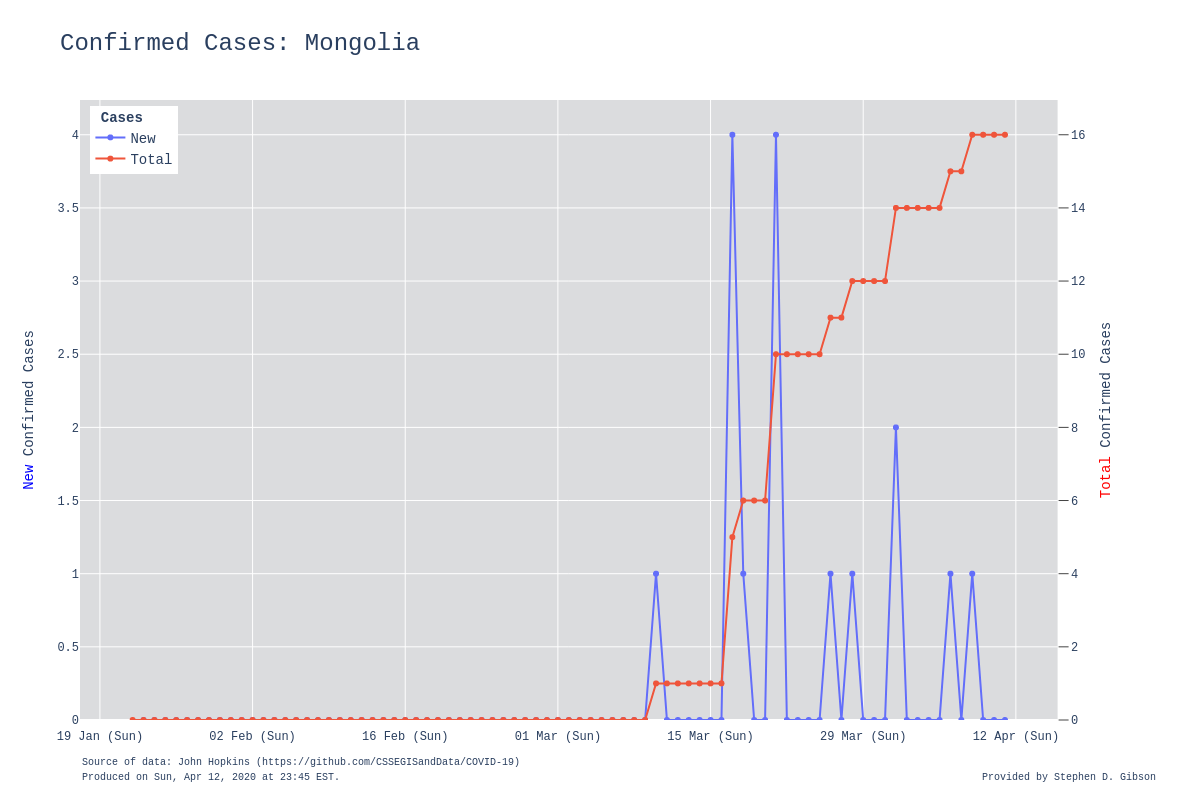 Confirmed Cases: Mongolia
Cases
New
Total
4
3.5
3
2.5
2
1.5
1
0.5
0
16
14
12
10
8
6
4
2
0
New Confirmed Cases
Total Confirmed Cases
19 Jan (Sun)
02 Feb (Sun)
16 Feb (Sun)
01 Mar (Sun)
15 Mar (Sun)
29 Mar (Sun)
12 Apr (Sun)
Source of data: John Hopkins (https://github.com/CSSEGISandData/COVID-19)
Produced on Sun, Apr 12, 2020 at 23:45 EST.
Provided by Stephen D. Gibson